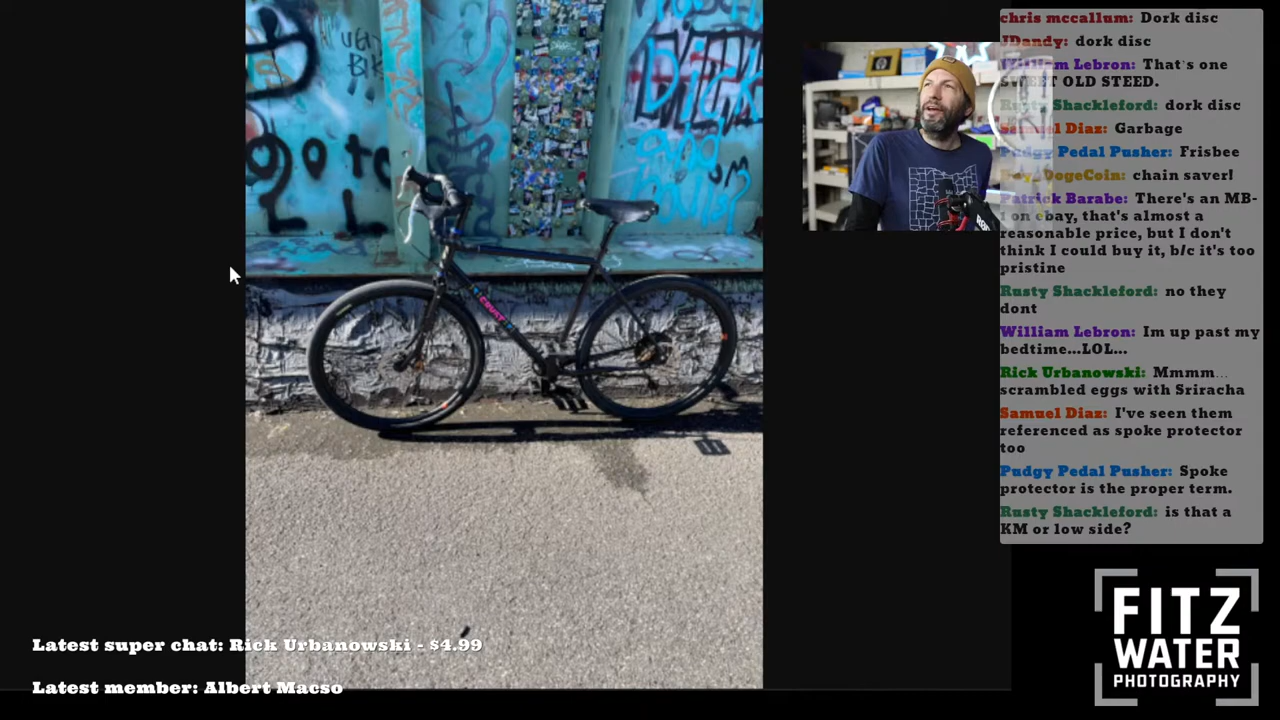 chris mccallum: Dork disc
JDandy: dork disc
William Lebron: That's one
SWEET OLD STEED.
Rusty Shackleford: dork disc
Samuel Diaz: Garbage
Pudgy Pedal Pusher: Frisbee
DogeCoin: chain saver!
Patrick Barabe: There's an MB-
1 on ebay, that's almost a
reasonable price, but I don't
think I could buy it, b/c it's too
pristine
Rusty Shackleford: no they
dont
William Lebron: Im up past my
bedtime...LOL...
Rick Urbanowski: Mmmm...
scrambled eggs with Sriracha
Samuel Diaz: I've seen them
referenced as spoke protector
too
Pudgy Pedal Pusher: Spoke
protector is the proper term.
Rusty Shackleford: is that a
KM or low side?
go to
Latest super chat: Rick Urbanowski - $4.99
Latest member: Albert Macso
FITZ
WATER
PHOTOGRAPHY